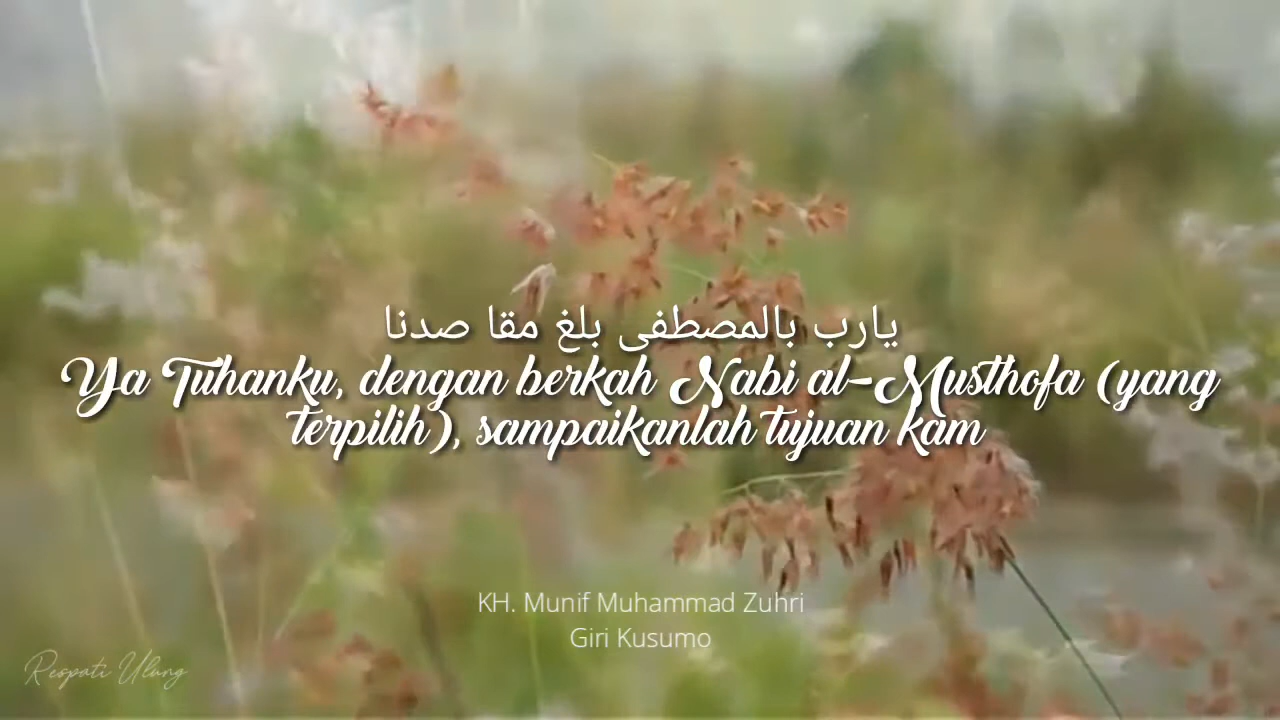 يارب بالمصطفى بلغ مقا صدنا
Ya Tuhanku, dengan berkah Nabi al-Musthofa (yang
terpilih), sampaikanlah tujuan kam
KH. Munif Muhammad Zuhri
Giri Kusumo
Respati Ulung